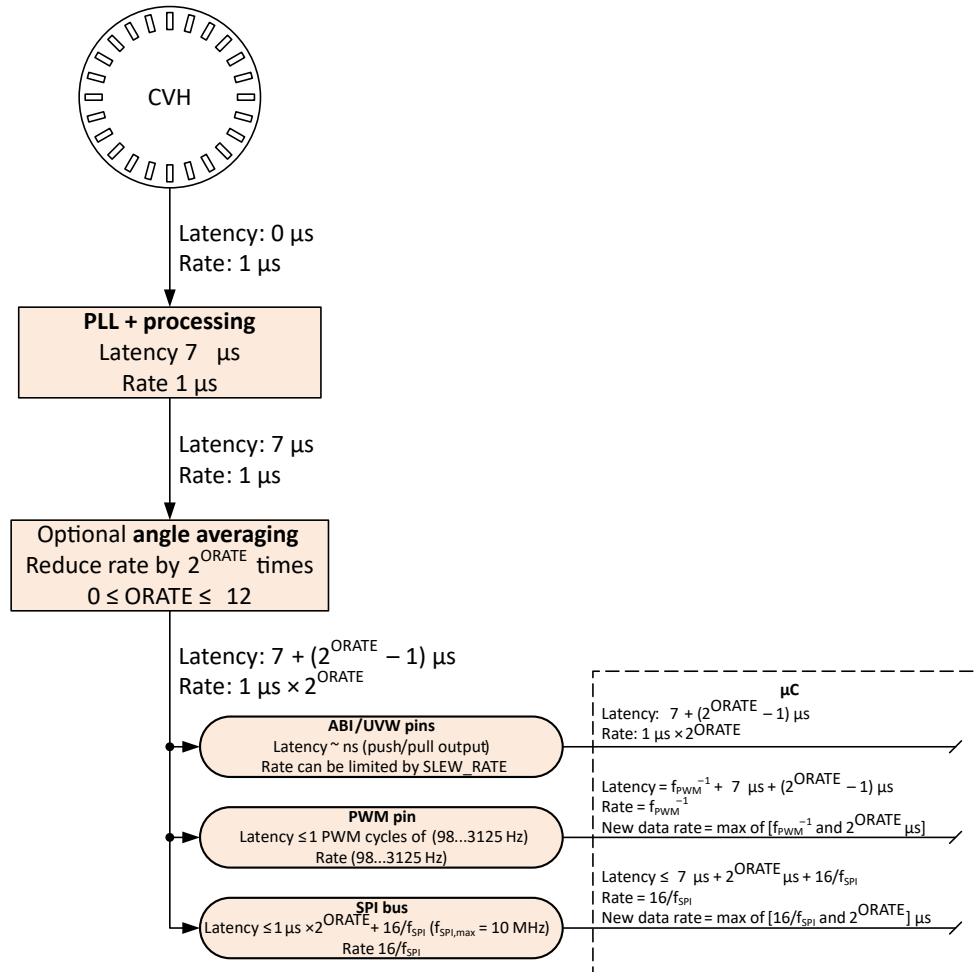 CVH
Latency: 0 µs
Rate: 1 µs
PLL + processing
Latency 7 µs
Rate 1 µs
Latency: 7 µs
Rate: 1 µs
Optional angle averaging
Reduce rate by 2^ORATE times
0 ≤ ORATE ≤ 12
Latency: 7 + (2^ORATE – 1) µs
Rate: 1 µs × 2^ORATE
ABI/UVW pins
Latency ~ ns (push/pull output)
Rate can be limited by SLEW_RATE
PWM pin
Latency ≤ 1 PWM cycles of (98...3125 Hz)
Rate (98...3125 Hz)
SPI bus
Latency ≤ 1 µs × 2^ORATE + 16/f_SPI (f_SPI,max = 10 MHz)
Rate 16/f_SPI
µC
Latency: 7 + (2^ORATE – 1) µs
Rate: 1 µs × 2^ORATE
Latency = f_PWM^-1 + 7 µs + (2^ORATE – 1) µs
Rate = f_PWM^-1
New data rate = max of [f_PWM^-1 and 2^ORATE µs]
Latency ≤ 7 µs + 2^ORATE µs + 16/f_SPI
Rate = 16/f_SPI
New data rate = max of [16/f_SPI and 2^ORATE] µs